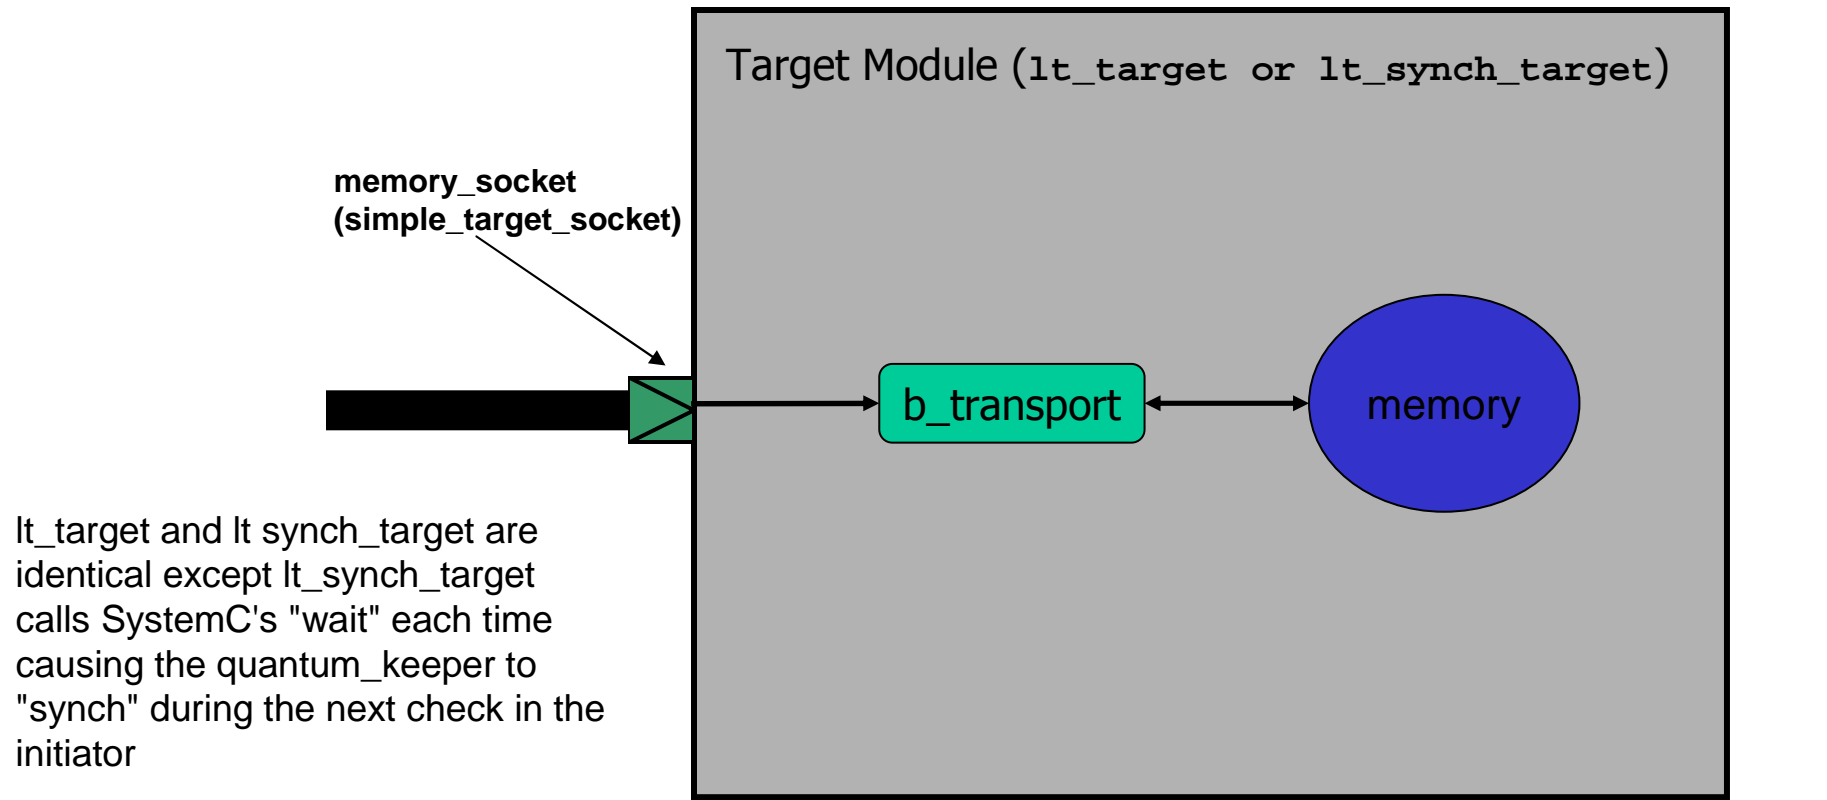 Target Module (lt_target or lt_synch_target)
memory_socket
(simple_target_socket)
b_transport
memory
lt_target and lt synch_target are
identical except lt_synch_target
calls SystemC's "wait" each time
causing the quantum_keeper to
"synch" during the next check in the
initiator